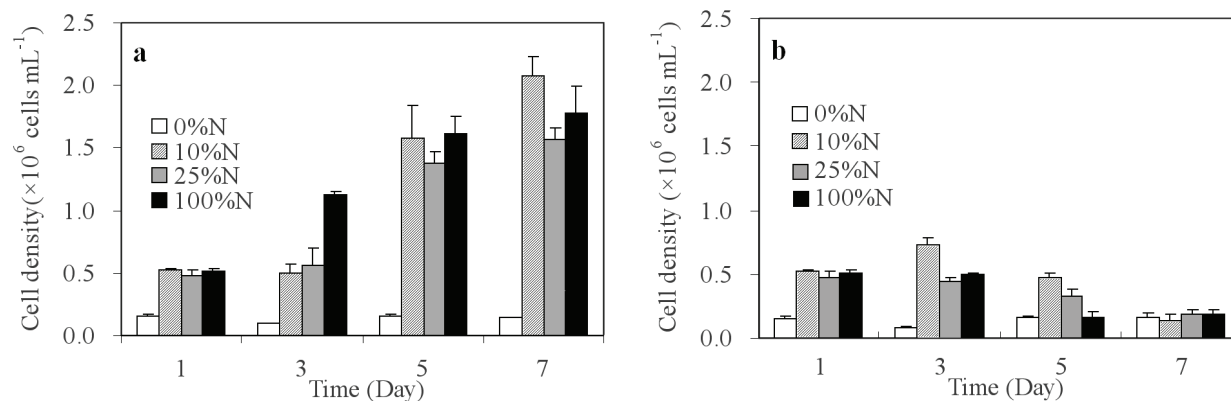 a
Cell density(×10⁶ cells mL⁻¹)
2.5
2.0
1.5
1.0
0.5
0.0
0%N
10%N
25%N
100%N
1 3 5 7
Time (Day)
b
Cell density (×10⁶ cells mL⁻¹)
2.5
2.0
1.5
1.0
0.5
0.0
0%N
10%N
25%N
100%N
1 3 5 7
Time (Day)